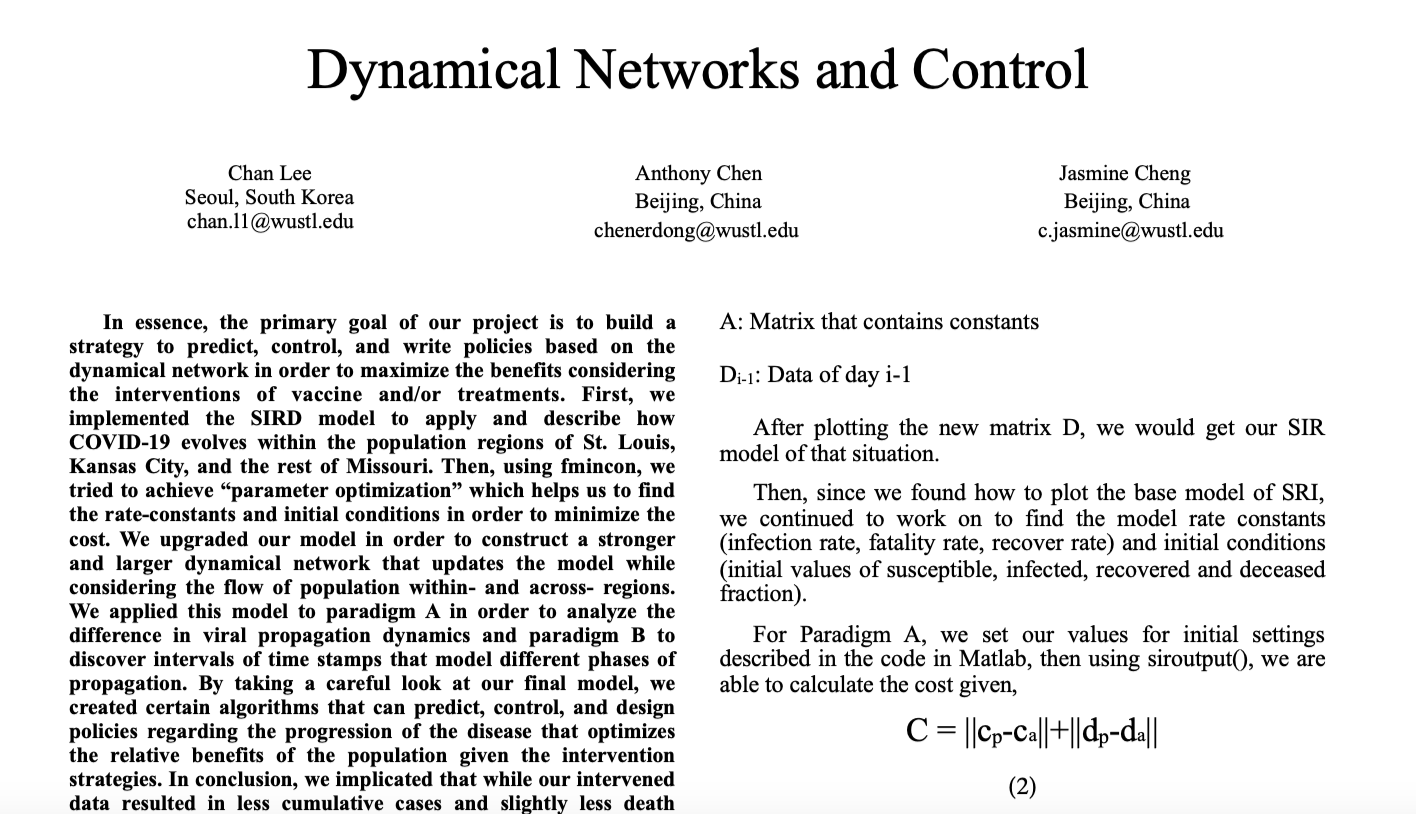 Dynamical Networks and Control
Chan Lee
Seoul, South Korea
chan.l1@wustl.edu
Anthony Chen
Beijing, China
chenerdong@wustl.edu
Jasmine Cheng
Beijing, China
c.jasmine@wustl.edu
In essence, the primary goal of our project is to build a
strategy to predict, control, and write policies based on the
dynamical network in order to maximize the benefits considering
the interventions of vaccine and/or treatments. First, we
implemented the SIRD model to apply and describe how
COVID-19 evolves within the population regions of St. Louis,
Kansas City, and the rest of Missouri. Then, using fmincon, we
tried to achieve “parameter optimization” which helps us to find
the rate-constants and initial conditions in order to minimize the
cost. We upgraded our model in order to construct a stronger
and larger dynamical network that updates the model while
considering the flow of population within- and across- regions.
We applied this model to paradigm A in order to analyze the
difference in viral propagation dynamics and paradigm B to
discover intervals of time stamps that model different phases of
propagation. By taking a careful look at our final model, we
created certain algorithms that can predict, control, and design
policies regarding the progression of the disease that optimizes
the relative benefits of the population given the intervention
strategies. In conclusion, we implicated that while our intervened
data resulted in less cumulative cases and slightly less death
A: Matrix that contains constants
Di-1: Data of day i-1
After plotting the new matrix D, we would get our SIR
model of that situation.
Then, since we found how to plot the base model of SRI,
we continued to work on to find the model rate constants
(infection rate, fatality rate, recover rate) and initial conditions
(initial values of susceptible, infected, recovered and deceased
fraction).
For Paradigm A, we set our values for initial settings
described in the code in Matlab, then using siroutput(), we are
able to calculate the cost given,
C = ||cp-ca||+||dp-da||
(2)